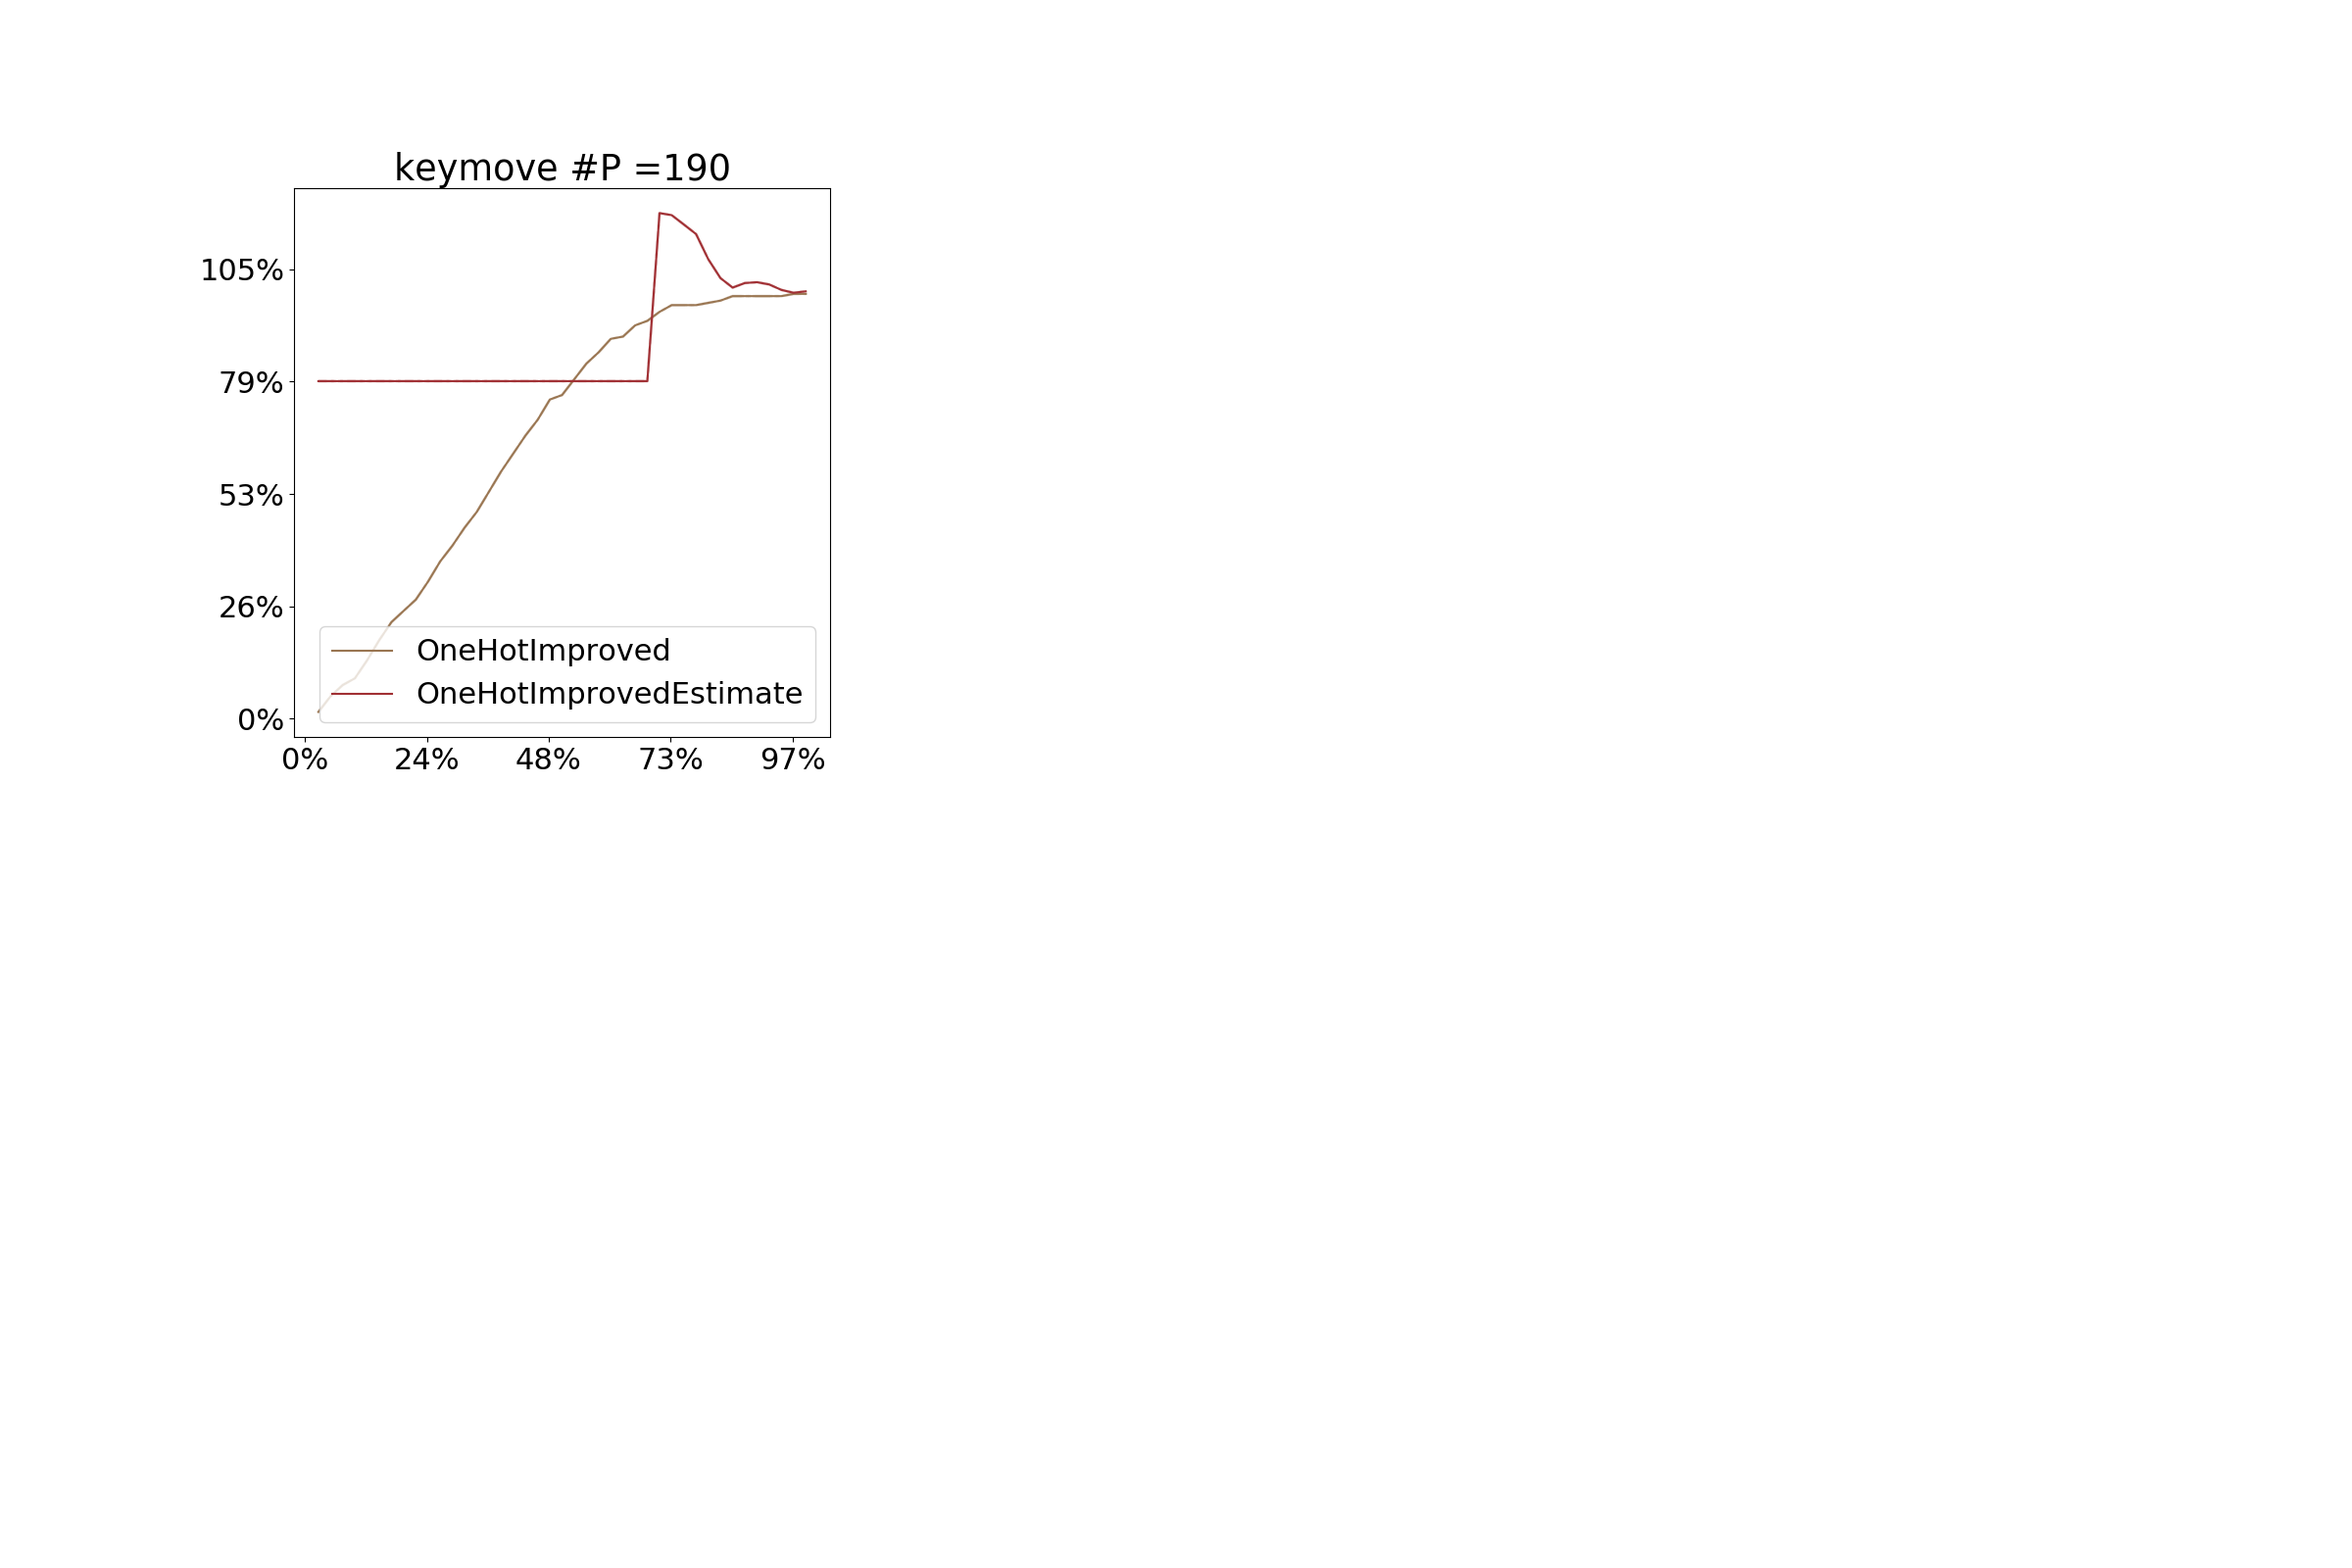 keymove #P =190
105%
79%
53%
26%
0%
OneHotImproved
OneHotImprovedEstimate
0% 24% 48% 73% 97%